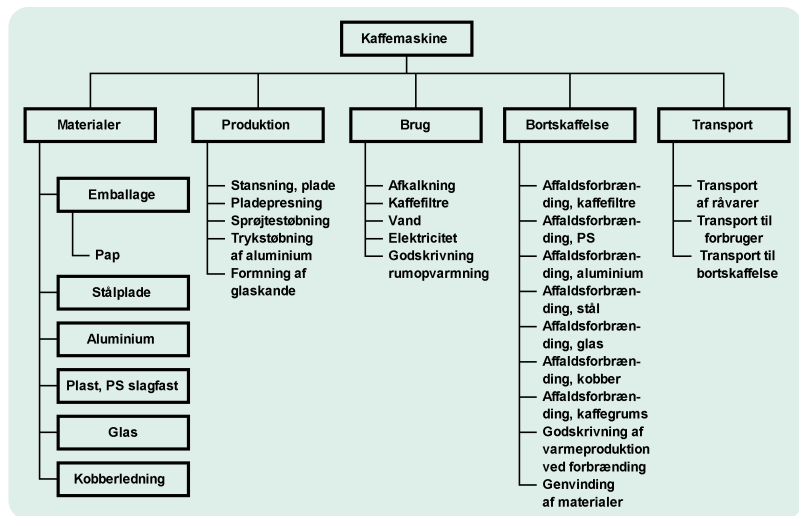 Kaffemaskine
Materialer
Emballage
Pap
Stålplade
Aluminium
Plast, PS slagfast
Glas
Kobberledning
Produktion
Stansning, plade
Pladepresning
Sprøjtestøbning
Trykstøbning
af aluminium
Formning af
glaskande
Brug
Afkalkning
Kaffefiltre
Vand
Elektricitet
Godskrivning
rumopvarmning
Bortskaffelse
Affaldsforbræn-
ding, kaffefiltre
Affaldsforbræn-
ding, PS
Affaldsforbræn-
ding, aluminium
Affaldsforbræn-
ding, stål
Affaldsforbræn-
ding, glas
Affaldsforbræn-
ding, kobber
Affaldsforbræn-
ding, kaffegrums
Godskrivning af
varmeproduktion
ved forbrænding
Genvinding
af materialer
Transport
Transport
af råvarer
Transport til
forbruger
Transport til
bortskaffelse